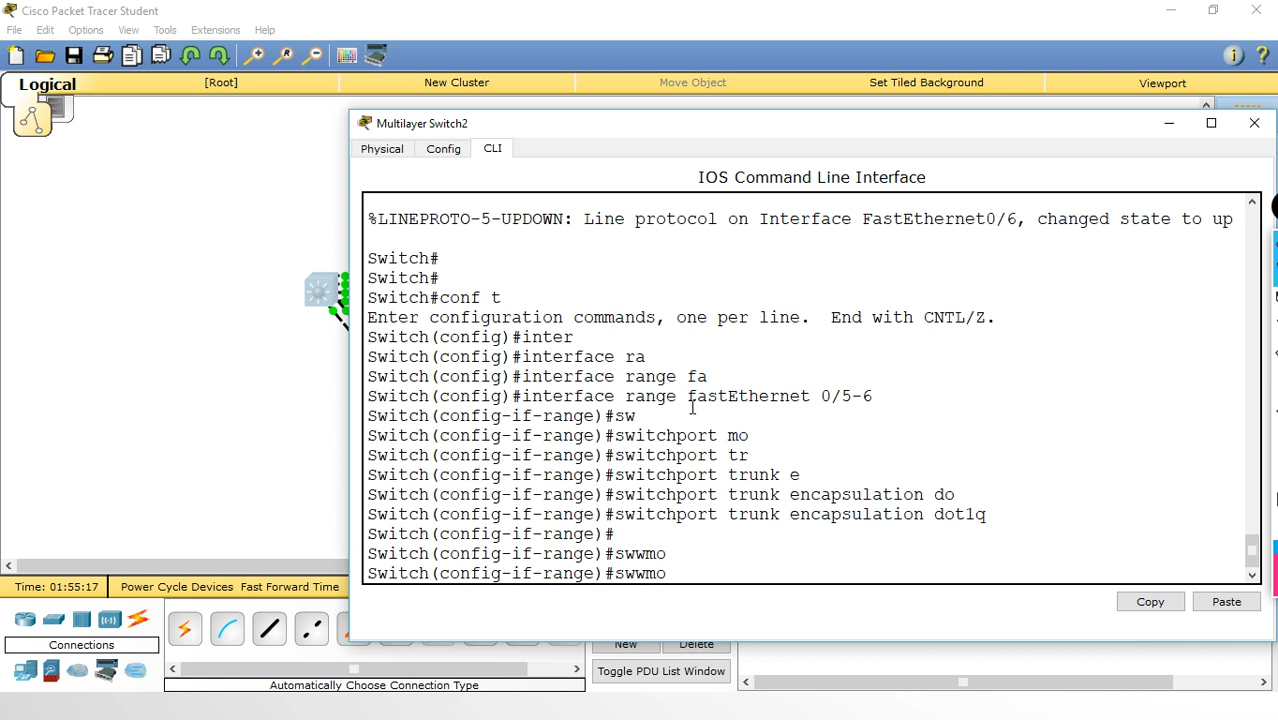 Cisco Packet Tracer Student
File Edit Options View Tools Extensions Help
Logical [Root] New Cluster Move Object Set Tiled Background Viewport
Multilayer Switch2
Physical Config CLI
IOS Command Line Interface
%LINEPROTO-5-UPDOWN: Line protocol on Interface FastEthernet0/6, changed state to up
Switch#
Switch#
Switch#conf t
Enter configuration commands, one per line.  End with CNTL/Z.
Switch(config)#inter
Switch(config)#interface ra
Switch(config)#interface range fa
Switch(config)#interface range fastEthernet 0/5-6
Switch(config-if-range)#sw
Switch(config-if-range)#switchport mo
Switch(config-if-range)#switchport tr
Switch(config-if-range)#switchport trunk e
Switch(config-if-range)#switchport trunk encapsulation do
Switch(config-if-range)#switchport trunk encapsulation dot1q
Switch(config-if-range)#
Switch(config-if-range)#swwmo
Switch(config-if-range)#swwmo
Copy Paste
Time: 01:55:17 Power Cycle Devices Fast Forward Time
Connections
New Delete
Toggle PDU List Window
Automatically Choose Connection Type